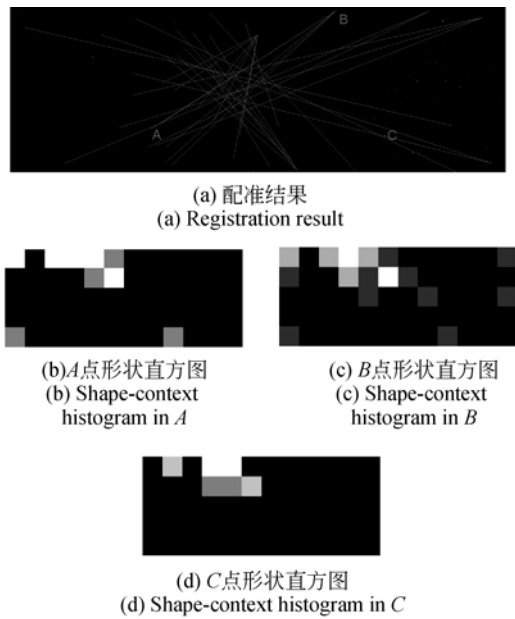 B
A
C
(a) 配准结果
(a) Registration result
(b)A点形状直方图
(b) Shape-context
histogram in A
(c) B点形状直方图
(c) Shape-context
histogram in B
(d) C点形状直方图
(d) Shape-context histogram in C